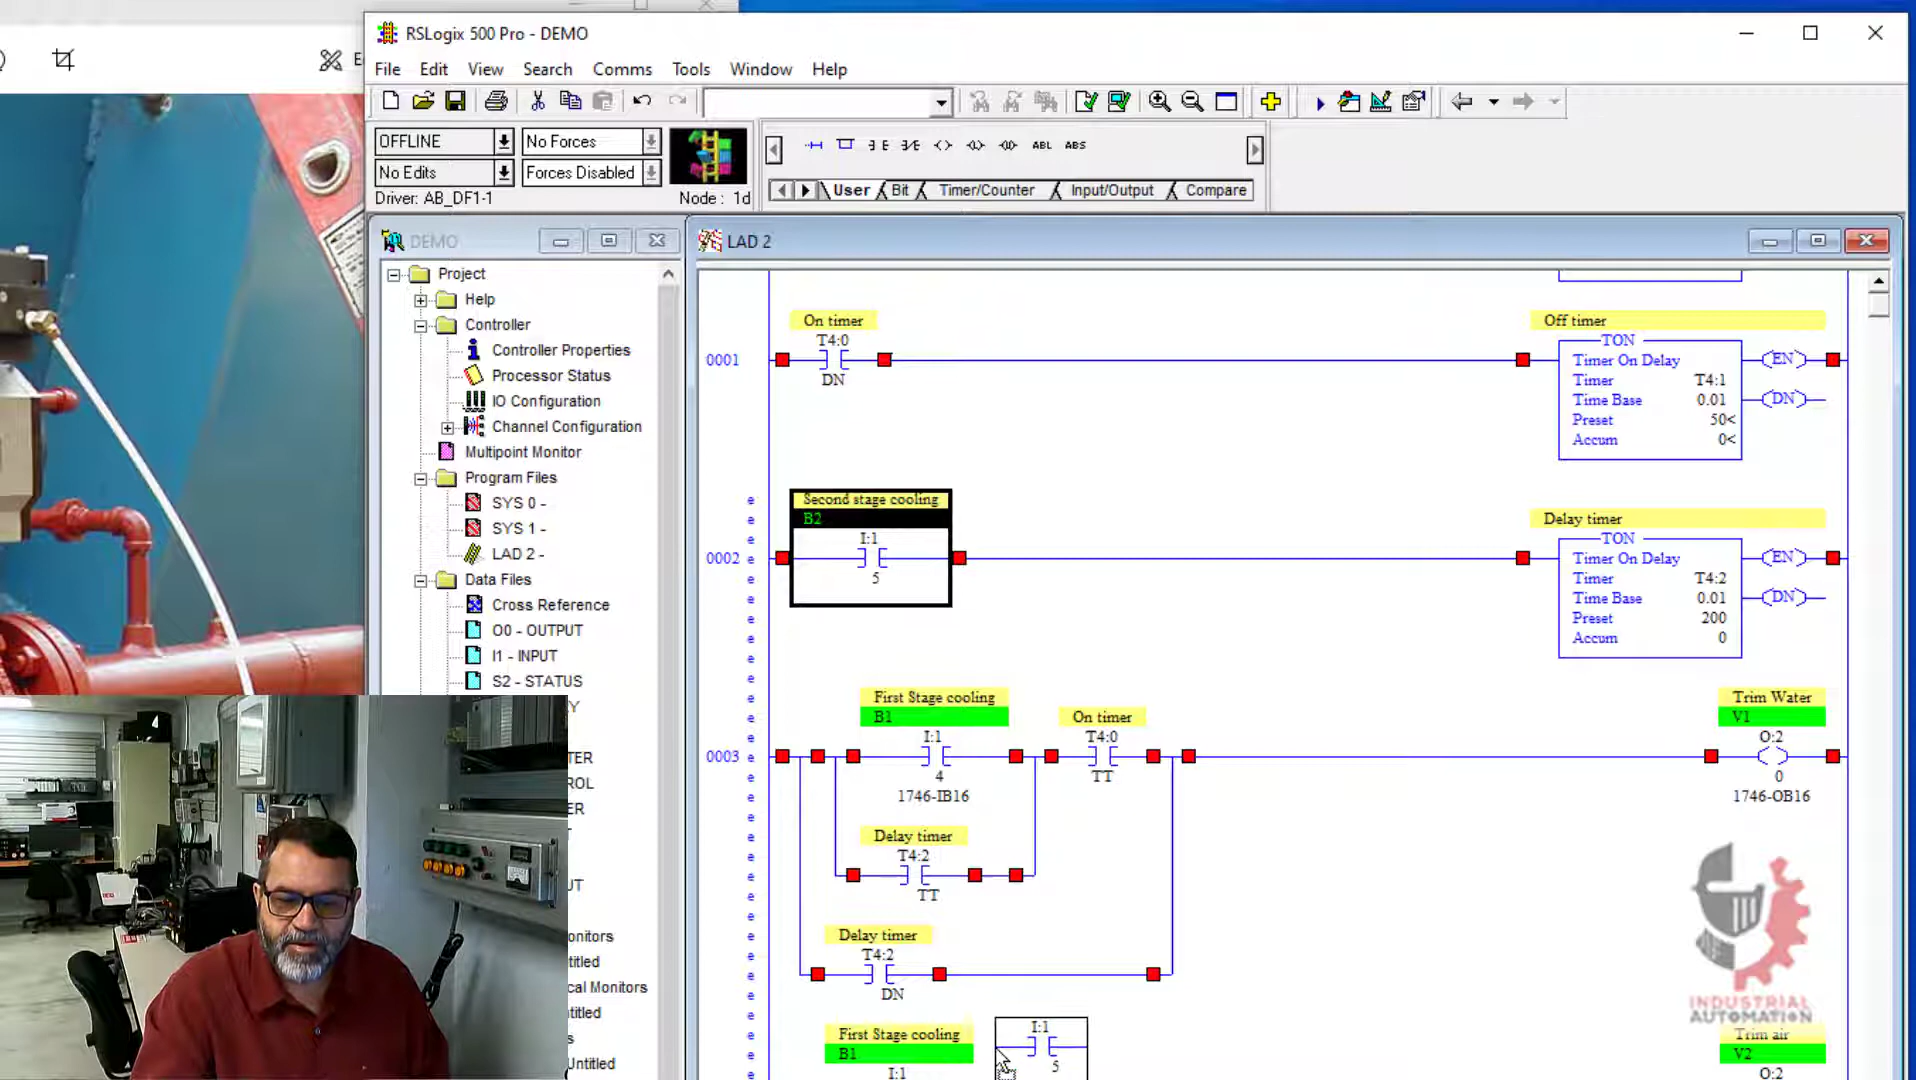 RSLogix 500 Pro - DEMO
File Edit View Search Comms Tools Window Help
OFFLINE
No Forces
No Edits
Forces Disabled
Driver: AB_DF1-1
Node : 1d
ABL ABS
User Bit Timer/Counter Input/Output Compare
DEMO
Project
Help
Controller
Controller Properties
Processor Status
IO Configuration
Channel Configuration
Multipoint Monitor
Program Files
SYS 0 -
SYS 1 -
LAD 2 -
Data Files
Cross Reference
O0 - OUTPUT
I1 - INPUT
S2 - STATUS
LAD 2
On timer
T4:0
DN
0001
Off timer
TON
Timer On Delay
Timer T4:1
Time Base 0.01
Preset 50<
Accum 0<
EN
DN
Second stage cooling
B2
I:1
5
0002
Delay timer
TON
Timer On Delay
Timer T4:2
Time Base 0.01
Preset 200
Accum 0
EN
DN
First Stage cooling
B1
I:1
4
1746-IB16
On timer
T4:0
TT
Trim Water
V1
O:2
0
1746-OB16
0003
Delay timer
T4:2
TT
Delay timer
T4:2
DN
First Stage cooling
B1
I:1
I:1
5
INDUSTRIAL
AUTOMATION
Trim air
V2
O:2
Untitled